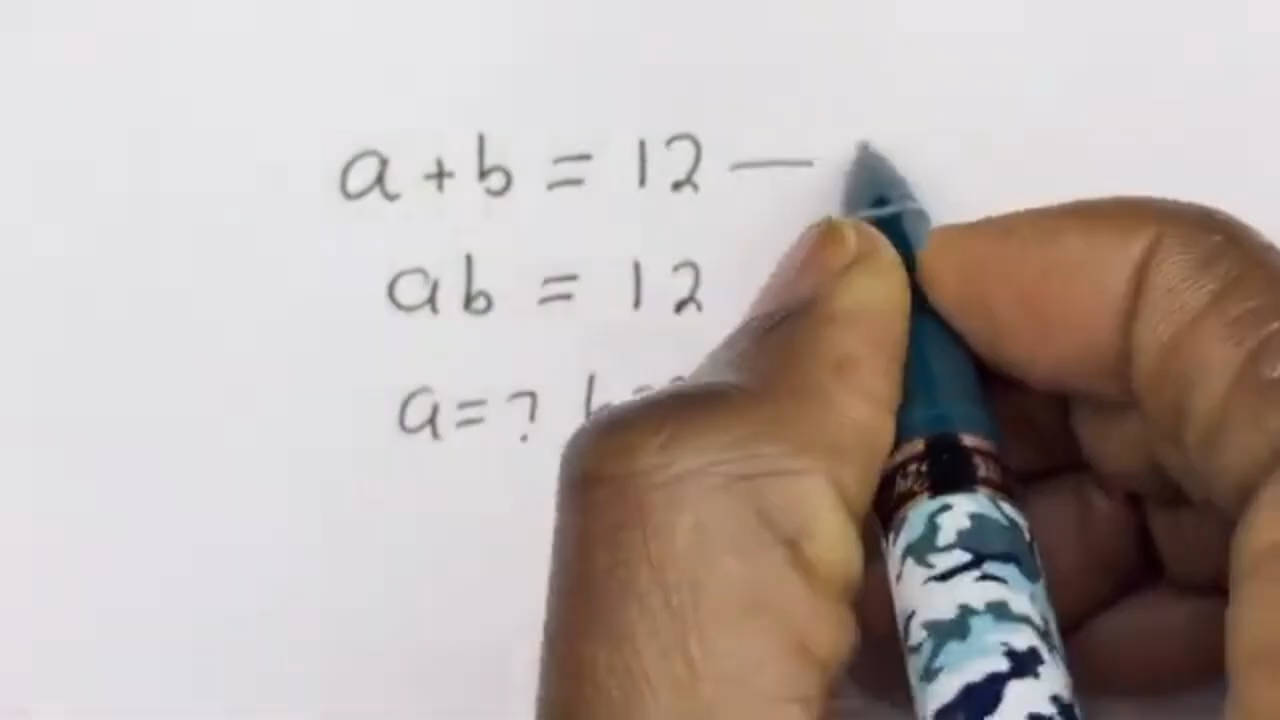 a + b = 12 —
ab = 12
a = ?